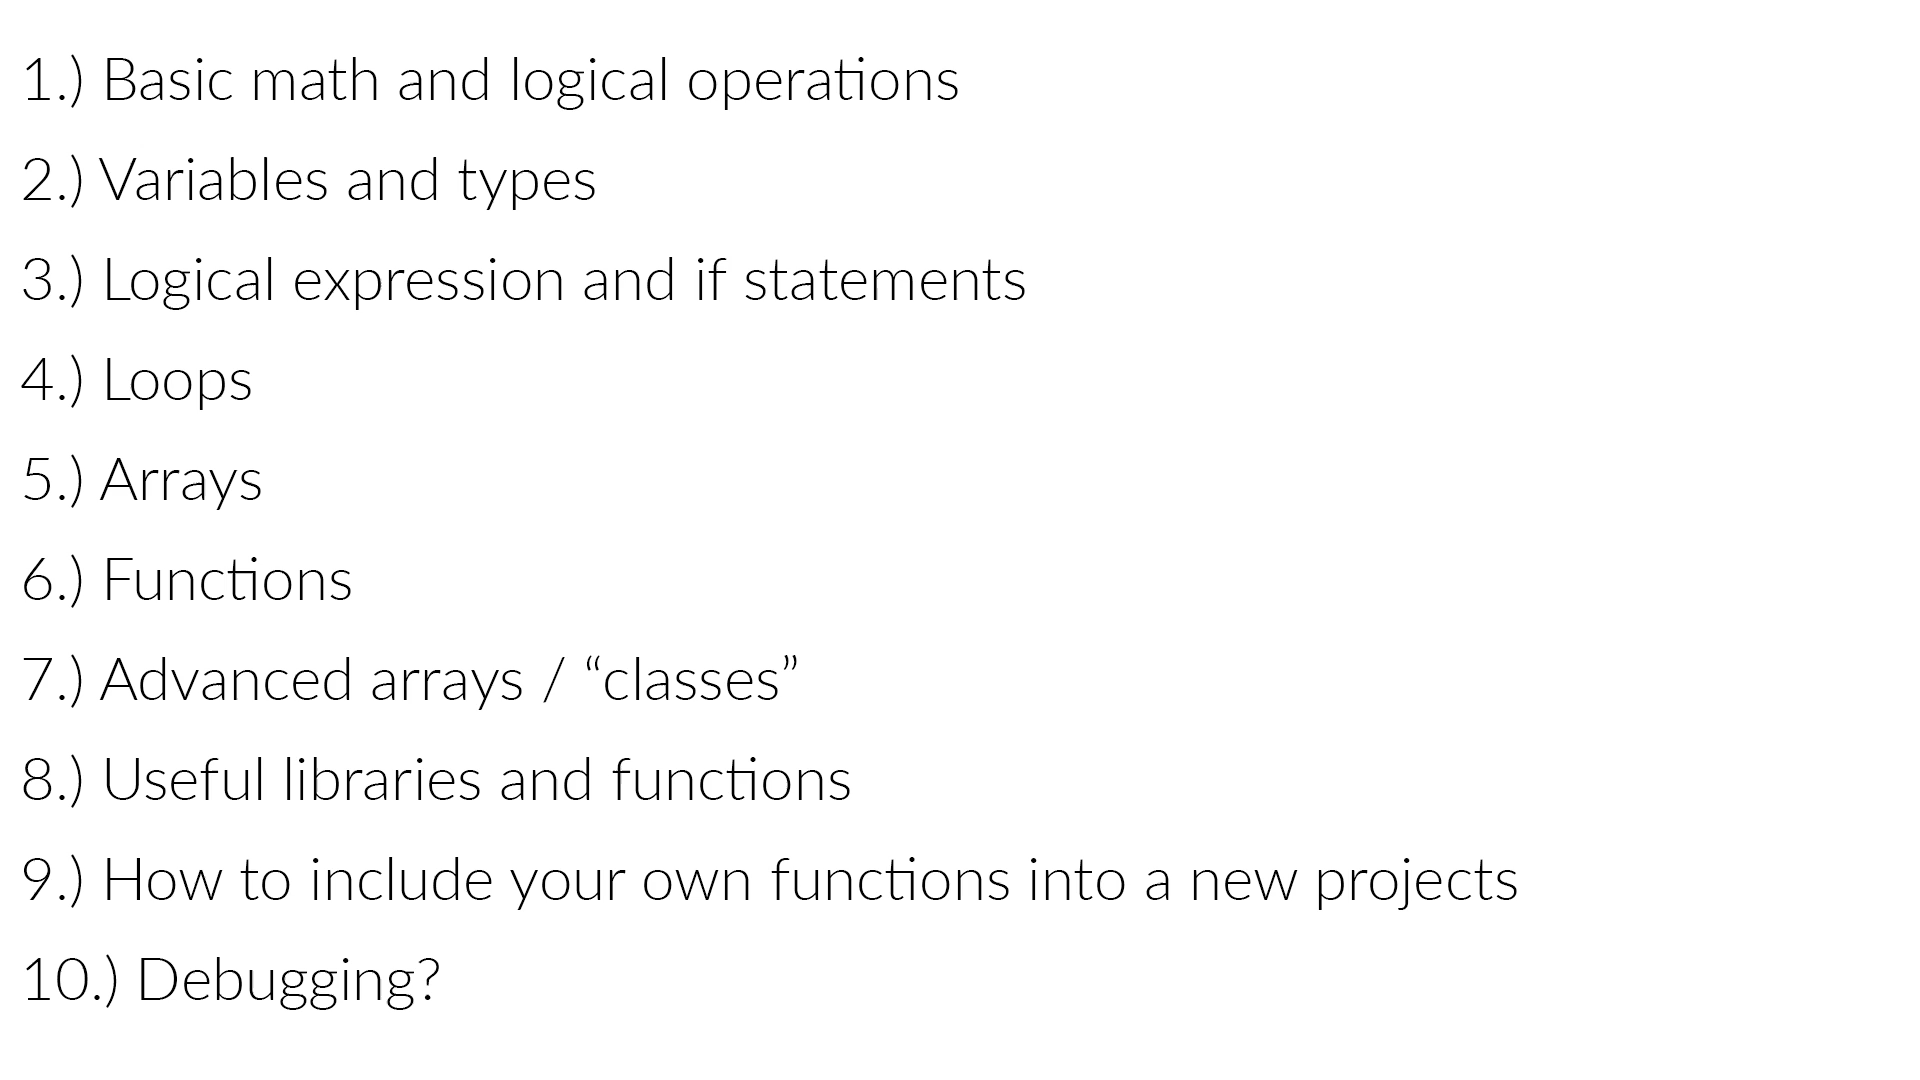 1.) Basic math and logical operations
2.) Variables and types
3.) Logical expression and if statements
4.) Loops
5.) Arrays
6.) Functions
7.) Advanced arrays / “classes”
8.) Useful libraries and functions
9.) How to include your own functions into a new projects
10.) Debugging?